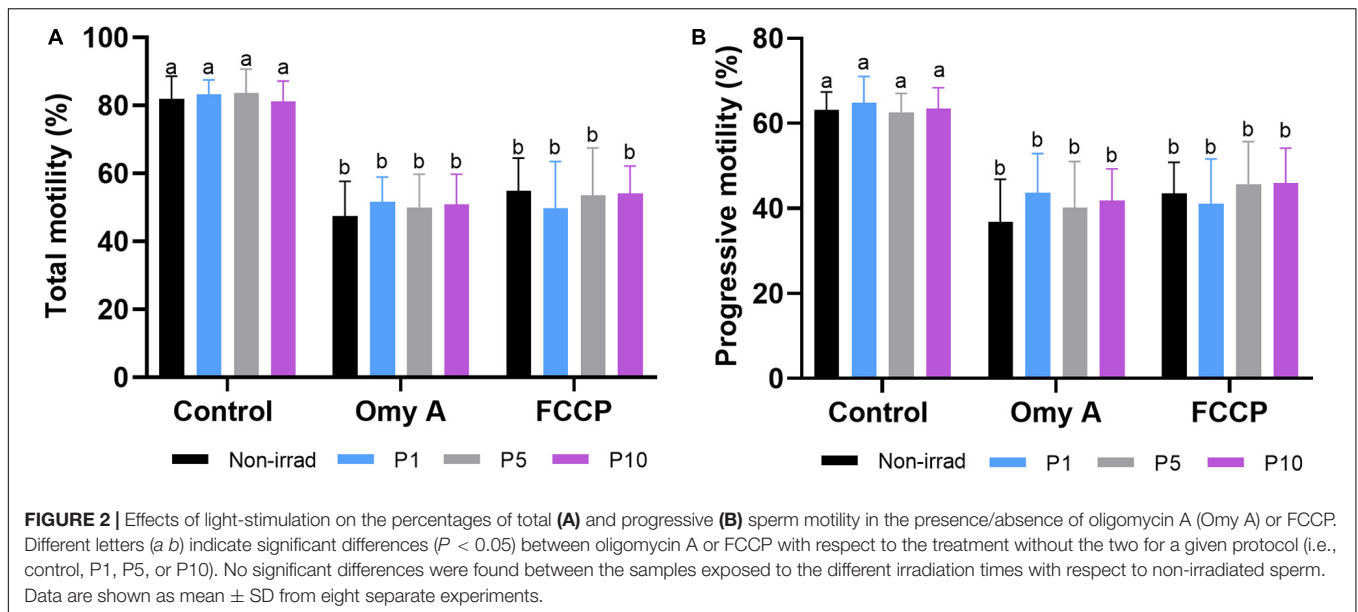 A
Total motility (%)
100
80
60
40
20
0
a a a a
b b b b
b b b b
Control Omy A FCCP
Non-irrad P1 P5 P10
B
Progressive motility (%)
80
60
40
20
0
a a a a
b b b b
b b b b
Control Omy A FCCP
Non-irrad P1 P5 P10
FIGURE 2 | Effects of light-stimulation on the percentages of total (A) and progressive (B) sperm motility in the presence/absence of oligomycin A (Omy A) or FCCP.
Different letters (a b) indicate significant differences (P < 0.05) between oligomycin A or FCCP with respect to the treatment without the two for a given protocol (i.e.,
control, P1, P5, or P10). No significant differences were found between the samples exposed to the different irradiation times with respect to non-irradiated sperm.
Data are shown as mean ± SD from eight separate experiments.